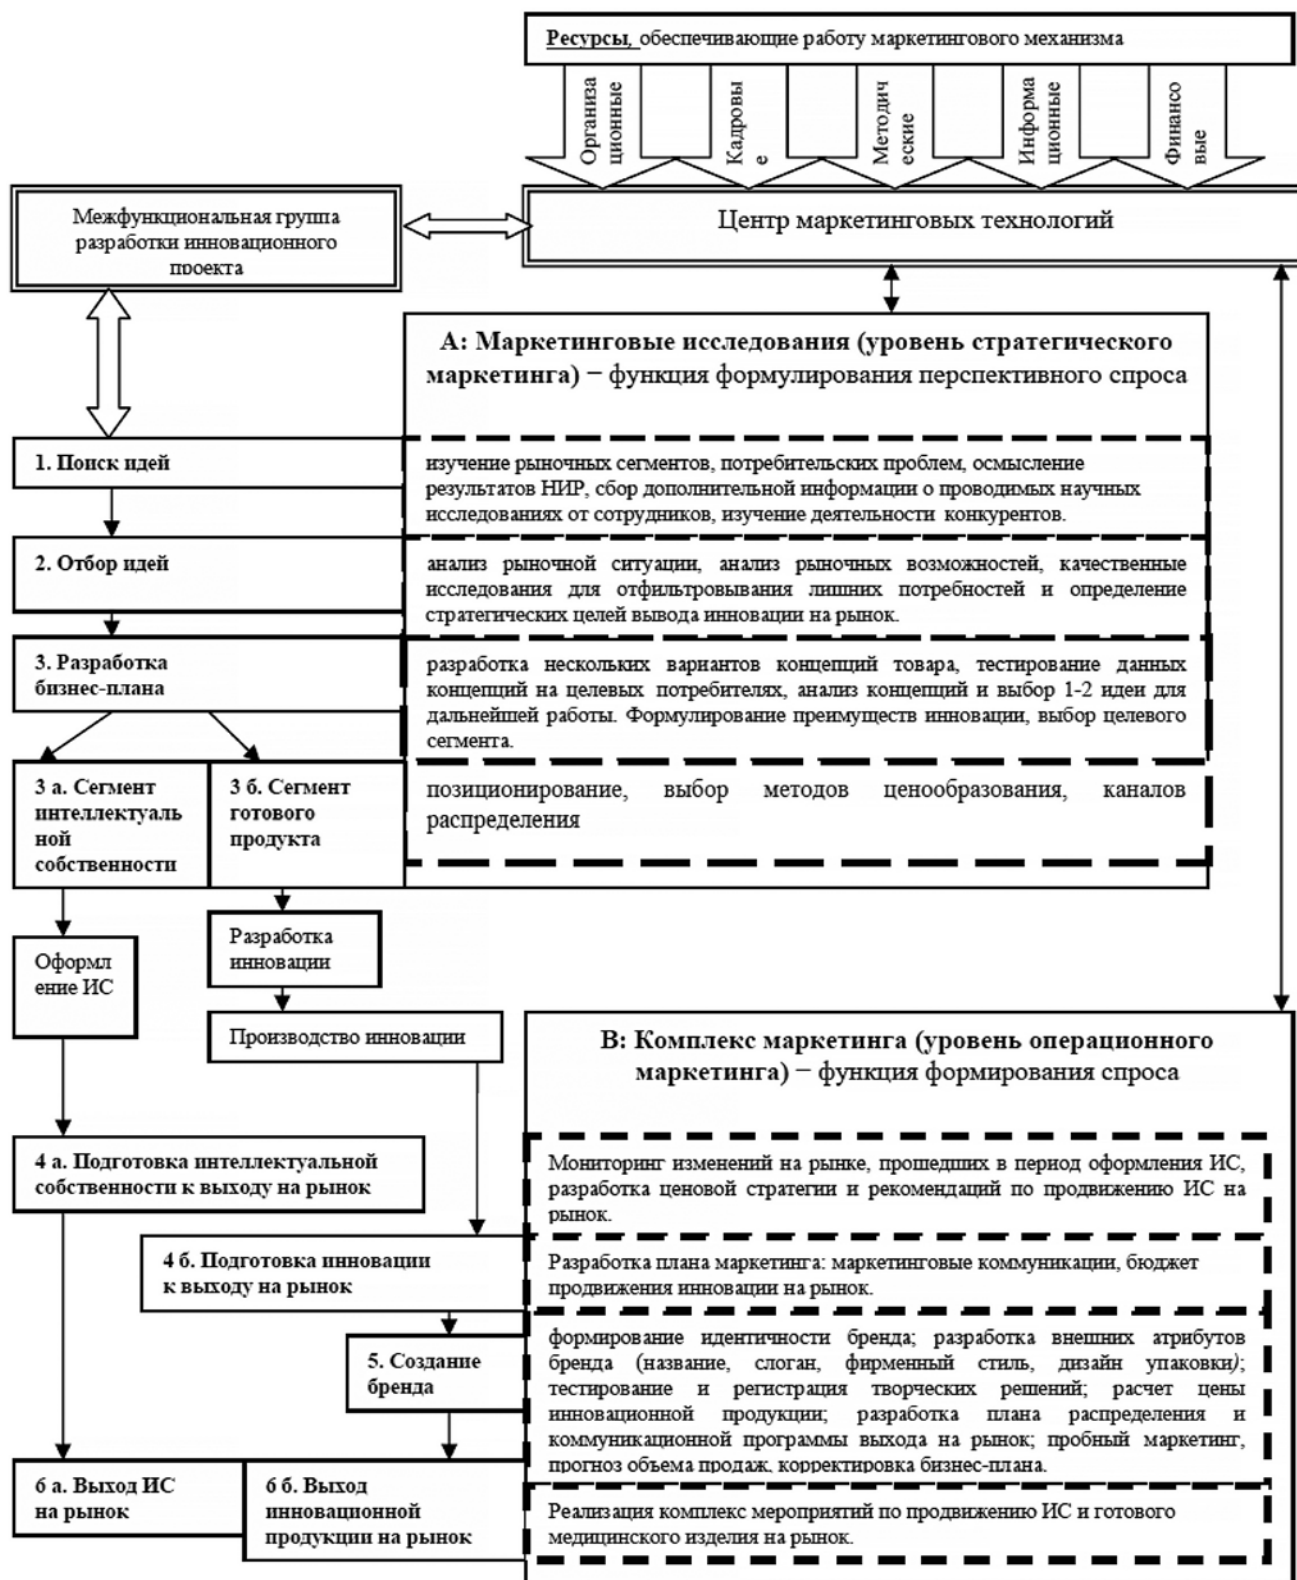 Ресурсы, обеспечивающие работу маркетингового механизма
Организа
ционные
Кадровы
е
Методич
еские
Информа
ционные
Финансо
вые
Межфункциональная группа
разработки инновационного
проекта
Центр маркетинговых технологий
А: Маркетинговые исследования (уровень стратегического
маркетинга) – функция формулирования перспективного спроса
1. Поиск идей
изучение рыночных сегментов, потребительских проблем, осмысление
результатов НИР, сбор дополнительной информации о проводимых научных
исследованиях от сотрудников, изучение деятельности конкурентов.
2. Отбор идей
анализ рыночной ситуации, анализ рыночных возможностей, качественные
исследования для отфильтровывания лишних потребностей и определение
стратегических целей вывода инновации на рынок.
3. Разработка
бизнес-плана
разработка нескольких вариантов концепций товара, тестирование данных
концепций на целевых потребителях, анализ концепций и выбор 1-2 идеи для
дальнейшей работы. Формулирование преимуществ инновации, выбор целевого
сегмента.
3 а. Сегмент
интеллектуаль
ной
собственности
3 б. Сегмент
готового
продукта
позиционирование, выбор методов ценообразования, каналов
распределения
Оформл
ение ИС
Разработка
инновации
Производство инновации
В: Комплекс маркетинга (уровень операционного
маркетинга) – функция формирования спроса
4 а. Подготовка интеллектуальной
собственности к выходу на рынок
Мониторинг изменений на рынке, прошедших в период оформления ИС,
разработка ценовой стратегии и рекомендаций по продвижению ИС на
рынок.
4 б. Подготовка инновации
к выходу на рынок
Разработка плана маркетинга: маркетинговые коммуникации, бюджет
продвижения инновации на рынок.
5. Создание
бренда
формирование идентичности бренда; разработка внешних атрибутов
бренда (название, слоган, фирменный стиль, дизайн упаковки);
тестирование и регистрация творческих решений; расчет цены
инновационной продукции; разработка плана распределения и
коммуникационной программы выхода на рынок; пробный маркетинг,
прогноз объема продаж, корректировка бизнес-плана.
6 а. Выход ИС
на рынок
6 б. Выход
инновационной
продукции на рынок
Реализация комплекс мероприятий по продвижению ИС и готового
медицинского изделия на рынок.